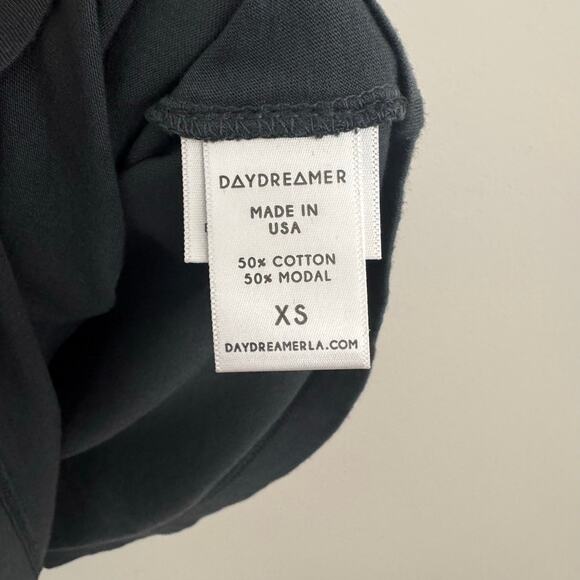 DAYDREAMER
MADE IN
USA
50% COTTON
50% MODAL
XS
DAYDREAMERLA.COM